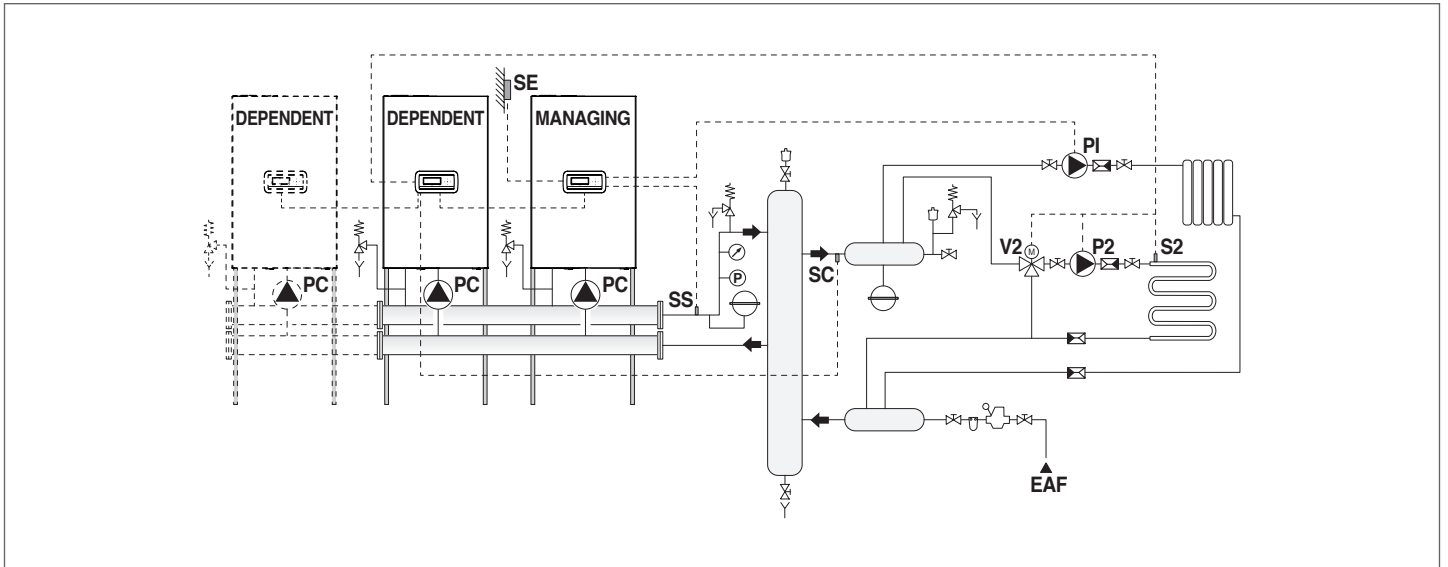 SE
DEPENDENT
DEPENDENT
MANAGING
PI
V2
M
P2
S2
SC
PC
PC
PC
SS
P
EAF